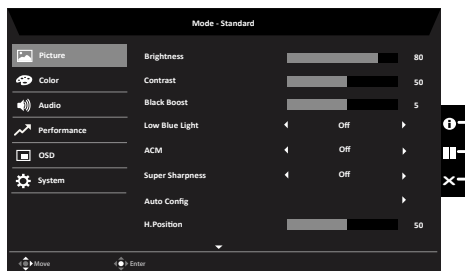 Mode - Standard
Picture
Color
Audio
Performance
OSD
System
Brightness 80
Contrast 50
Black Boost 5
Low Blue Light Off
ACM Off
Super Sharpness Off
Auto Config
H.Position 50
Move Enter